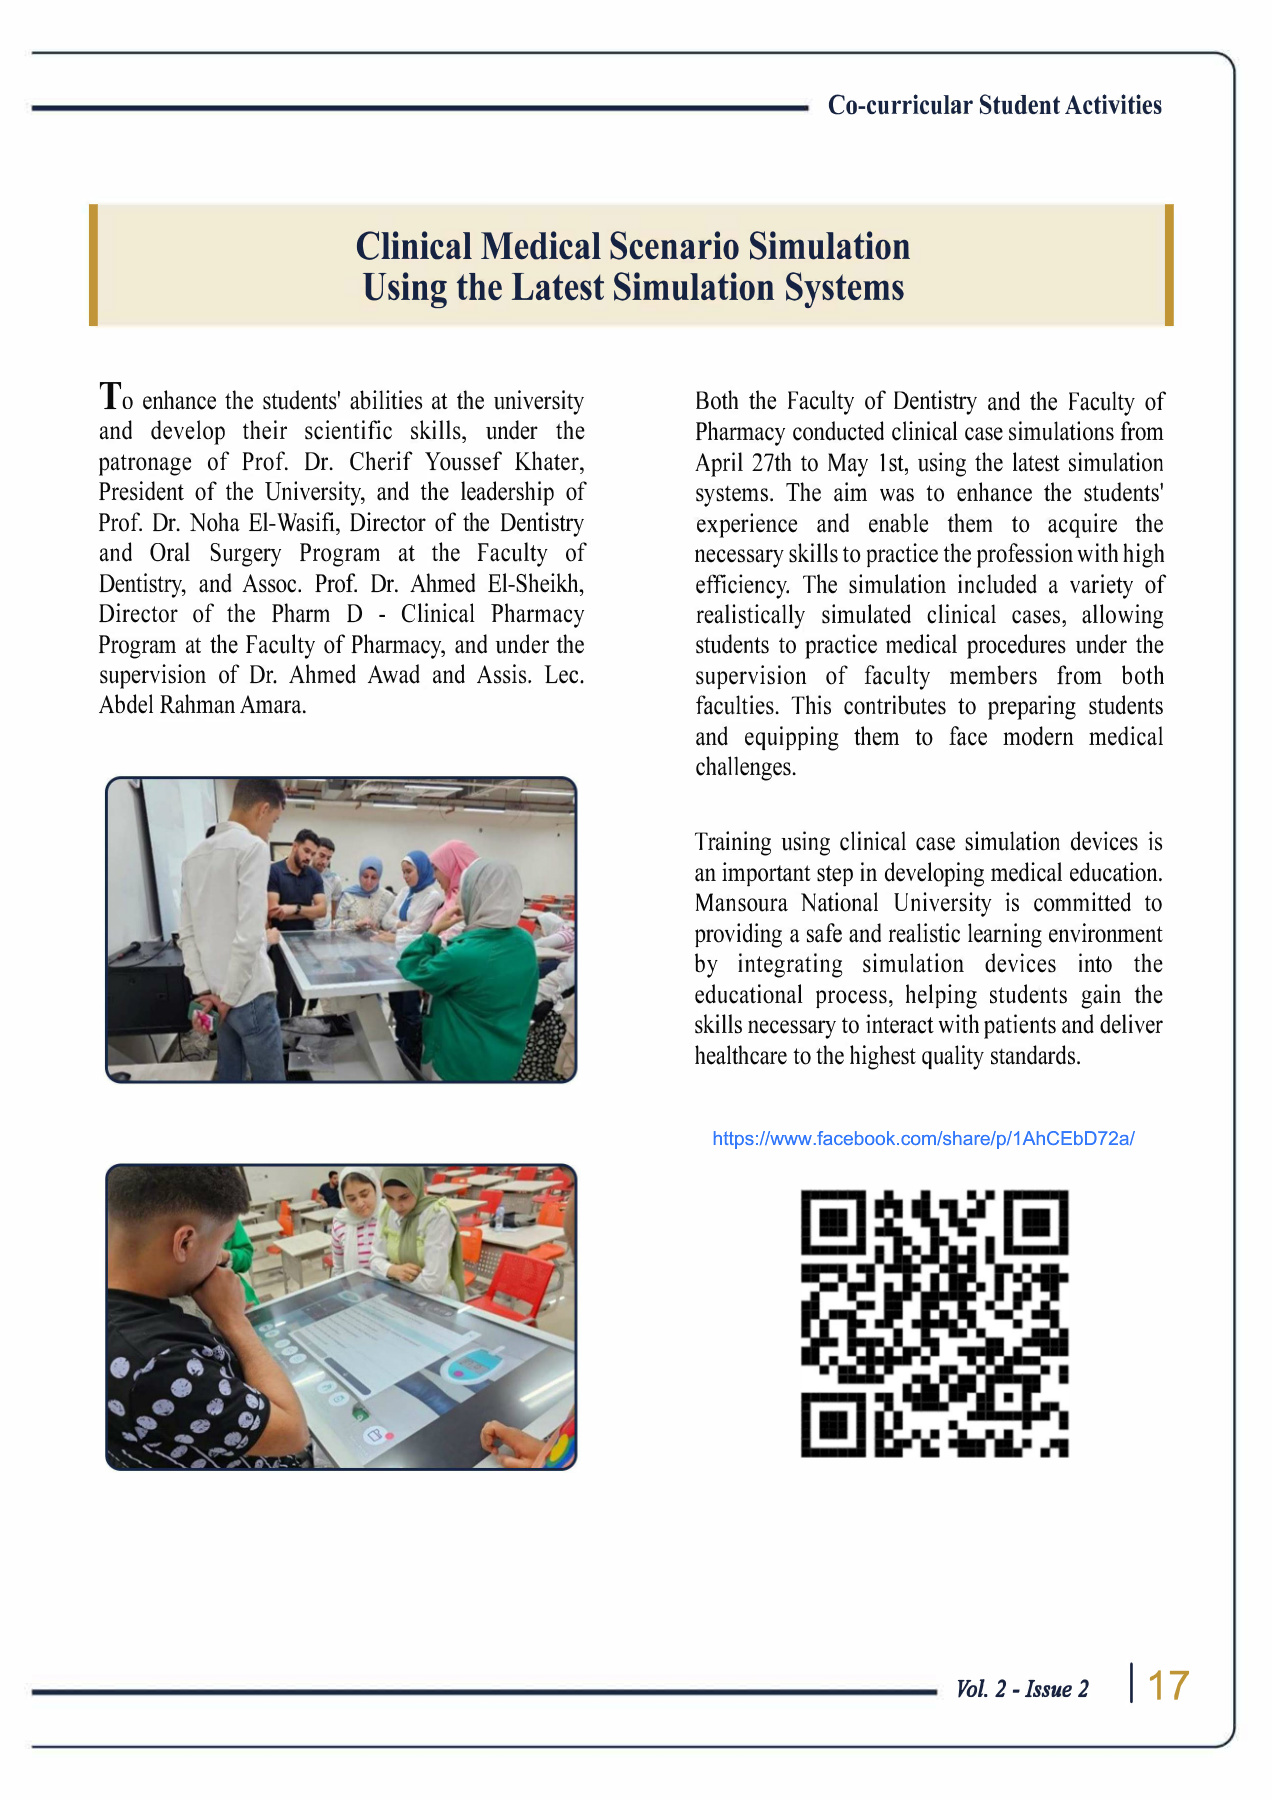 Co-curricular Student Activities
Clinical Medical Scenario Simulation
Using the Latest Simulation Systems
To enhance the students' abilities at the university
and develop their scientific skills, under the
patronage of Prof. Dr. Cherif Youssef Khater,
President of the University, and the leadership of
Prof. Dr. Noha El-Wasifi, Director of the Dentistry
and Oral Surgery Program at the Faculty of
Dentistry, and Assoc. Prof. Dr. Ahmed El-Sheikh,
Director of the Pharm D - Clinical Pharmacy
Program at the Faculty of Pharmacy, and under the
supervision of Dr. Ahmed Awad and Assis. Lec.
Abdel Rahman Amara.
Both the Faculty of Dentistry and the Faculty of
Pharmacy conducted clinical case simulations from
April 27th to May 1st, using the latest simulation
systems. The aim was to enhance the students'
experience and enable them to acquire the
necessary skills to practice the profession with high
efficiency. The simulation included a variety of
realistically simulated clinical cases, allowing
students to practice medical procedures under the
supervision of faculty members from both
faculties. This contributes to preparing students
and equipping them to face modern medical
challenges.
Training using clinical case simulation devices is
an important step in developing medical education.
Mansoura National University is committed to
providing a safe and realistic learning environment
by integrating simulation devices into the
educational process, helping students gain the
skills necessary to interact with patients and deliver
healthcare to the highest quality standards.
https://www.facebook.com/share/p/1AhCEbD72a/
Vol. 2 - Issue 2
17